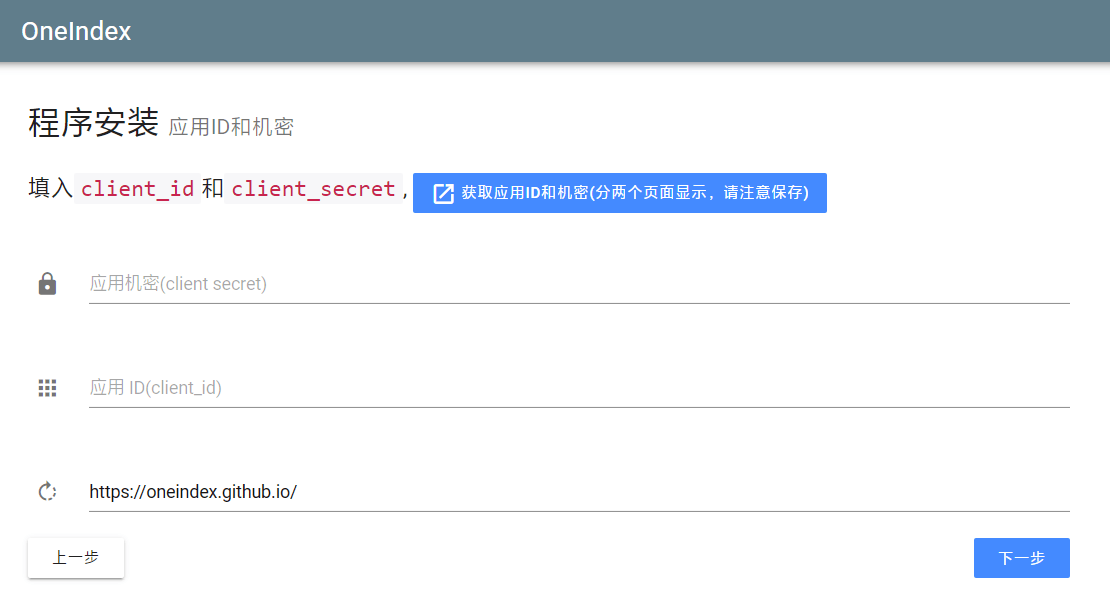 OneIndex
程序安装 应用ID和机密
填入 client_id 和 client_secret , 获取应用ID和机密(分两个页面显示，请注意保存)
应用机密(client secret)
应用 ID(client_id)
https://oneindex.github.io/
上一步 下一步